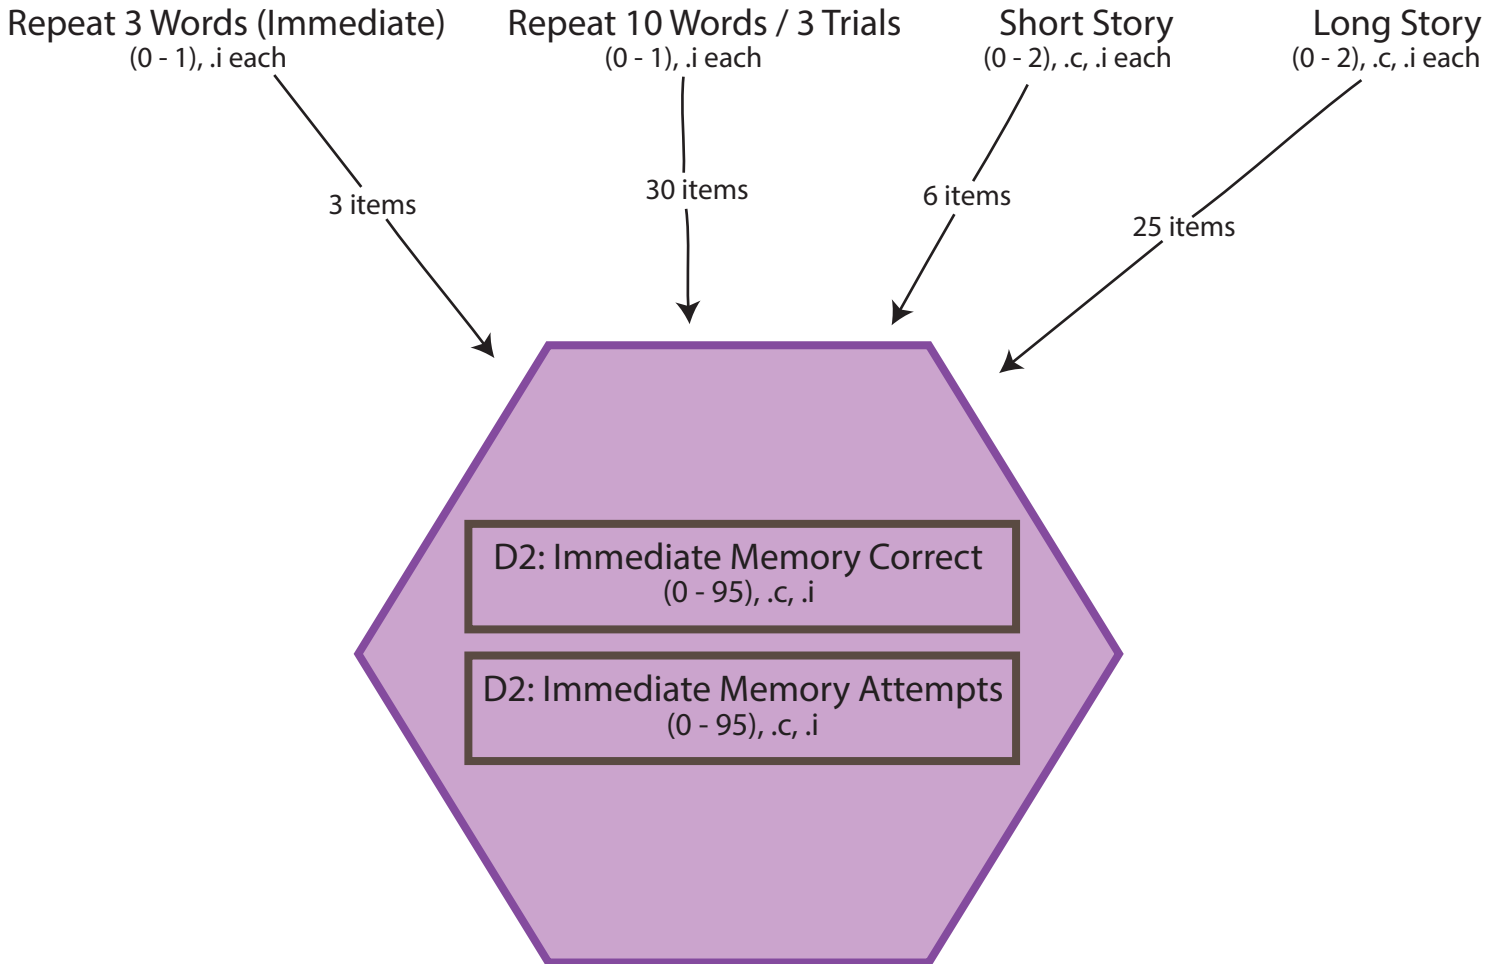 Repeat 3 Words (Immediate)
(0 - 1), .i each
Repeat 10 Words / 3 Trials
(0 - 1), .i each
Short Story
(0 - 2), .c, .i each
Long Story
(0 - 2), .c, .i each
3 items
30 items
6 items
25 items
D2: Immediate Memory Correct
(0 - 95), .c, .i
D2: Immediate Memory Attempts
(0 - 95), .c, .i